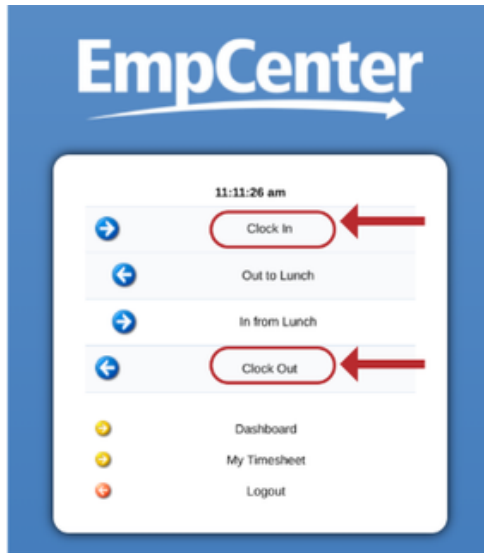 EmpCenter
11:11:26 am
Clock In
Out to Lunch
In from Lunch
Clock Out
Dashboard
My Timesheet
Logout